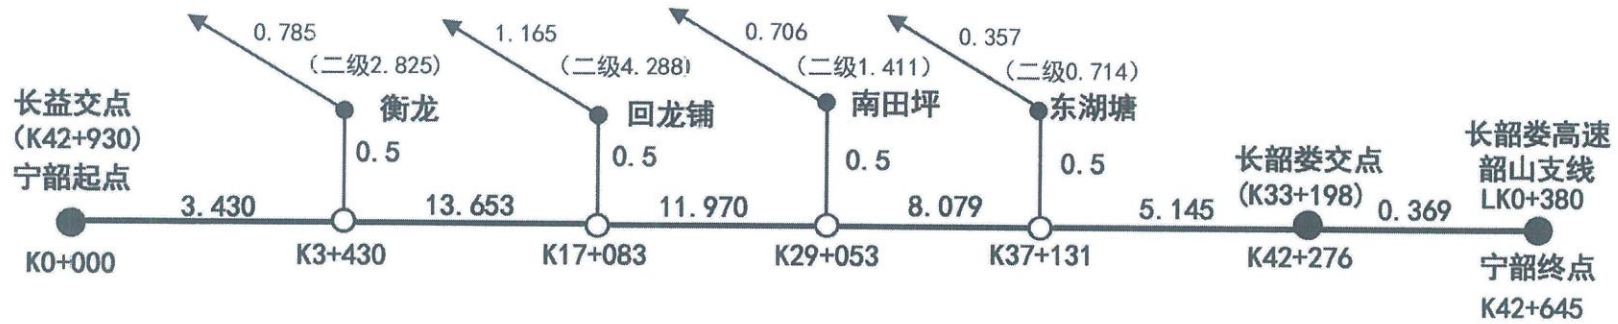 0.785
1.165
0.706
0.357
（二级2.825）
（二级4.288）
（二级1.411）
（二级0.714）
衡龙
回龙铺
南田坪
东湖塘
长益交点
（K42+930）
宁韶起点
0.5
0.5
0.5
0.5
长韶娄交点
（K33+198）
长韶娄高速
韶山支线
LK0+380
3.430
13.653
11.970
8.079
5.145
0.369
K0+000
K3+430
K17+083
K29+053
K37+131
K42+276
宁韶终点
K42+645